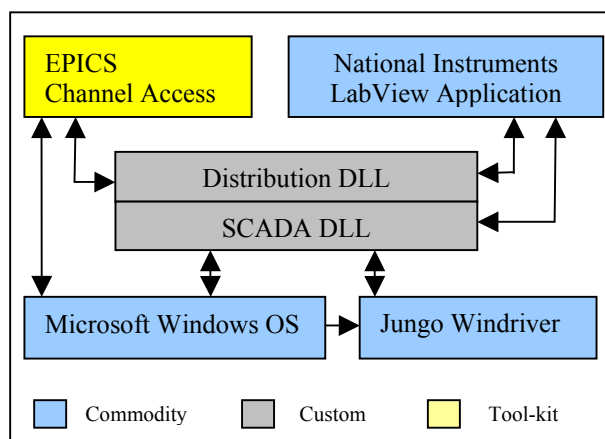 EPICS
Channel Access
National Instruments
LabView Application
Distribution DLL
SCADA DLL
Microsoft Windows OS
Jungo Windriver
Commodity
Custom
Tool-kit